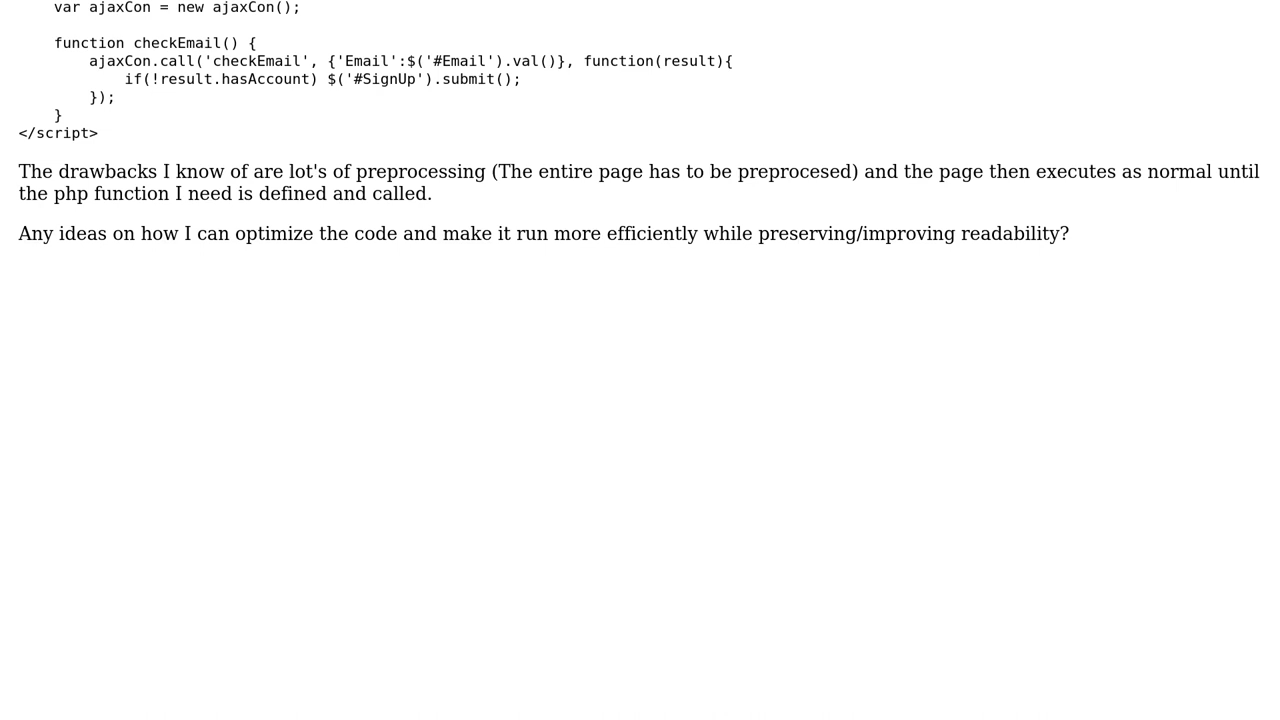 var ajaxCon = new ajaxCon();

    function checkEmail() {
        ajaxCon.call('checkEmail', {'Email':$('#Email').val()}, function(result){
            if(!result.hasAccount) $('#SignUp').submit();
        });
    }
</script>
The drawbacks I know of are lot's of preprocessing (The entire page has to be preprocesed) and the page then executes as normal until
the php function I need is defined and called.
Any ideas on how I can optimize the code and make it run more efficiently while preserving/improving readability?